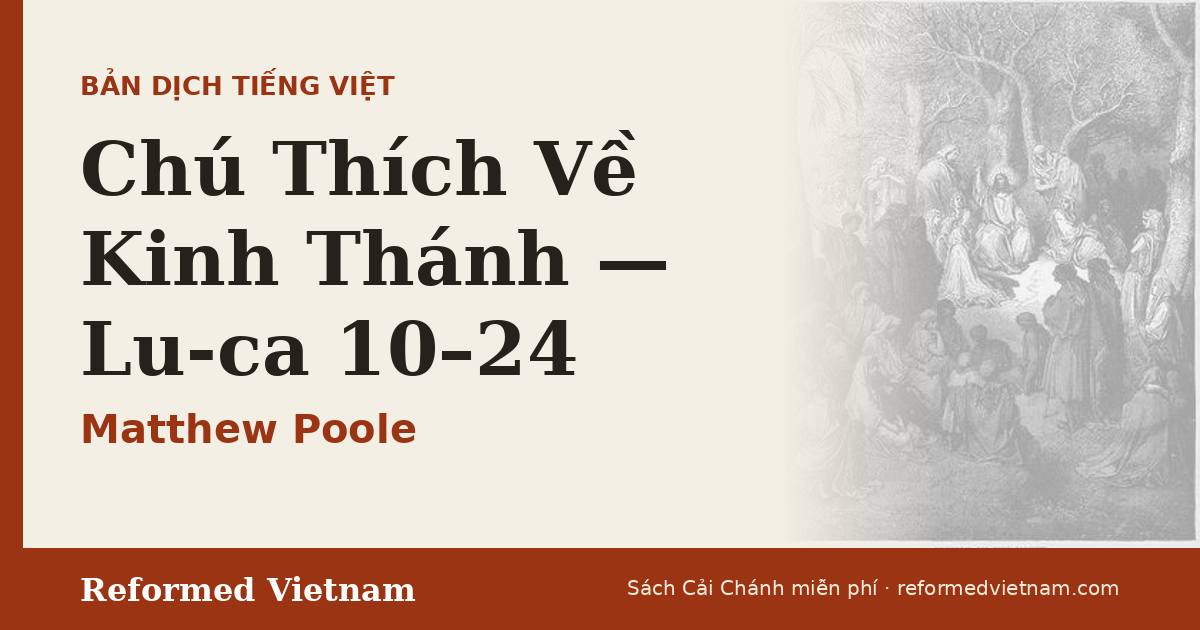 BẢN DỊCH TIẾNG VIỆT
Chú Thích Về
Kinh Thánh —
Lu-ca 10–24
Matthew Poole
Reformed Vietnam
Sách Cải Chánh miễn phí · reformedvietnam.com